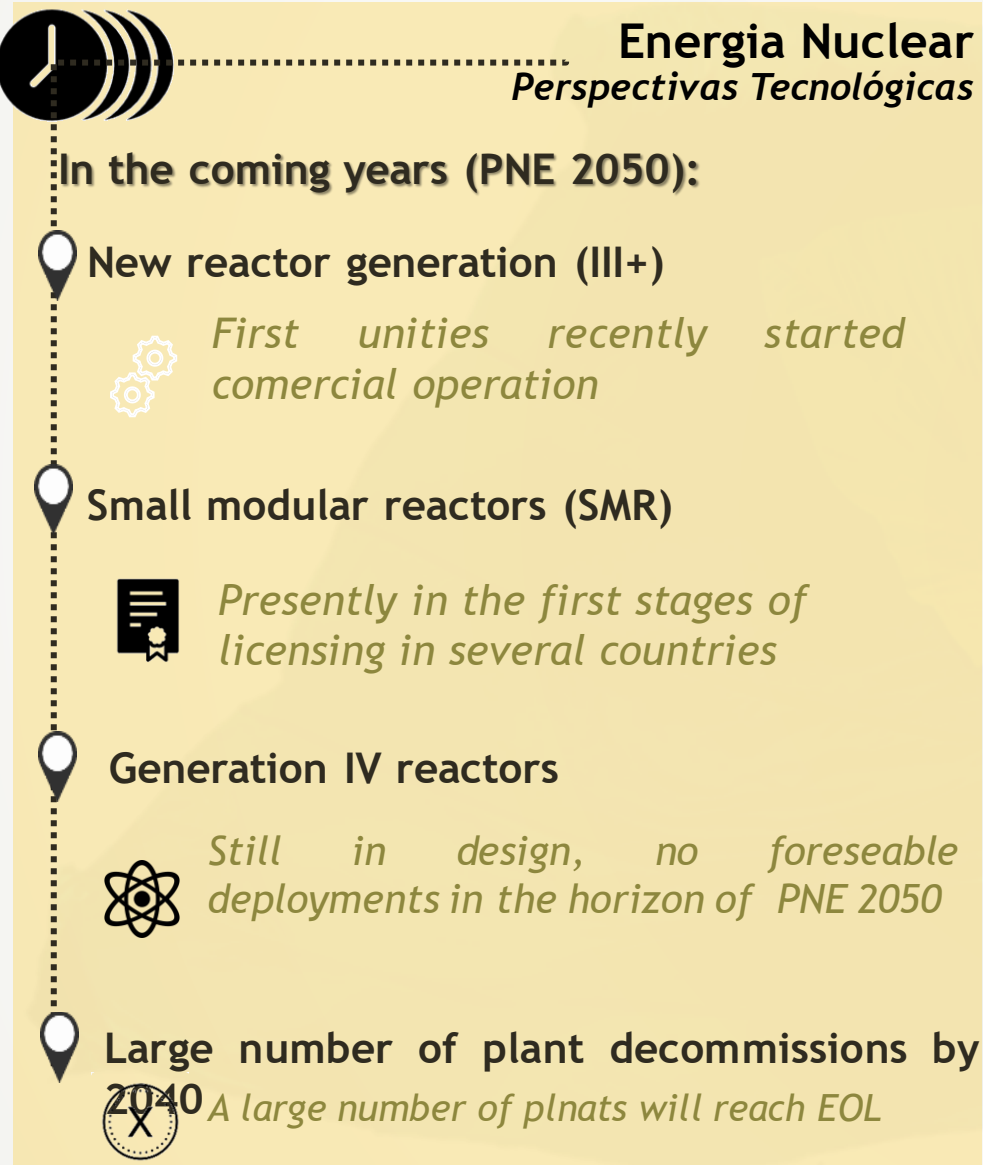 Energia Nuclear
Perspectivas Tecnológicas
In the coming years (PNE 2050):
New reactor generation (III+)
First unities recently started
comercial operation
Small modular reactors (SMR)
Presently in the first stages of
licensing in several countries
Generation IV reactors
Still in design, no foreseable
deployments in the horizon of PNE 2050
Large number of plant decommissions by
2040
A large number of plnats will reach EOL
X